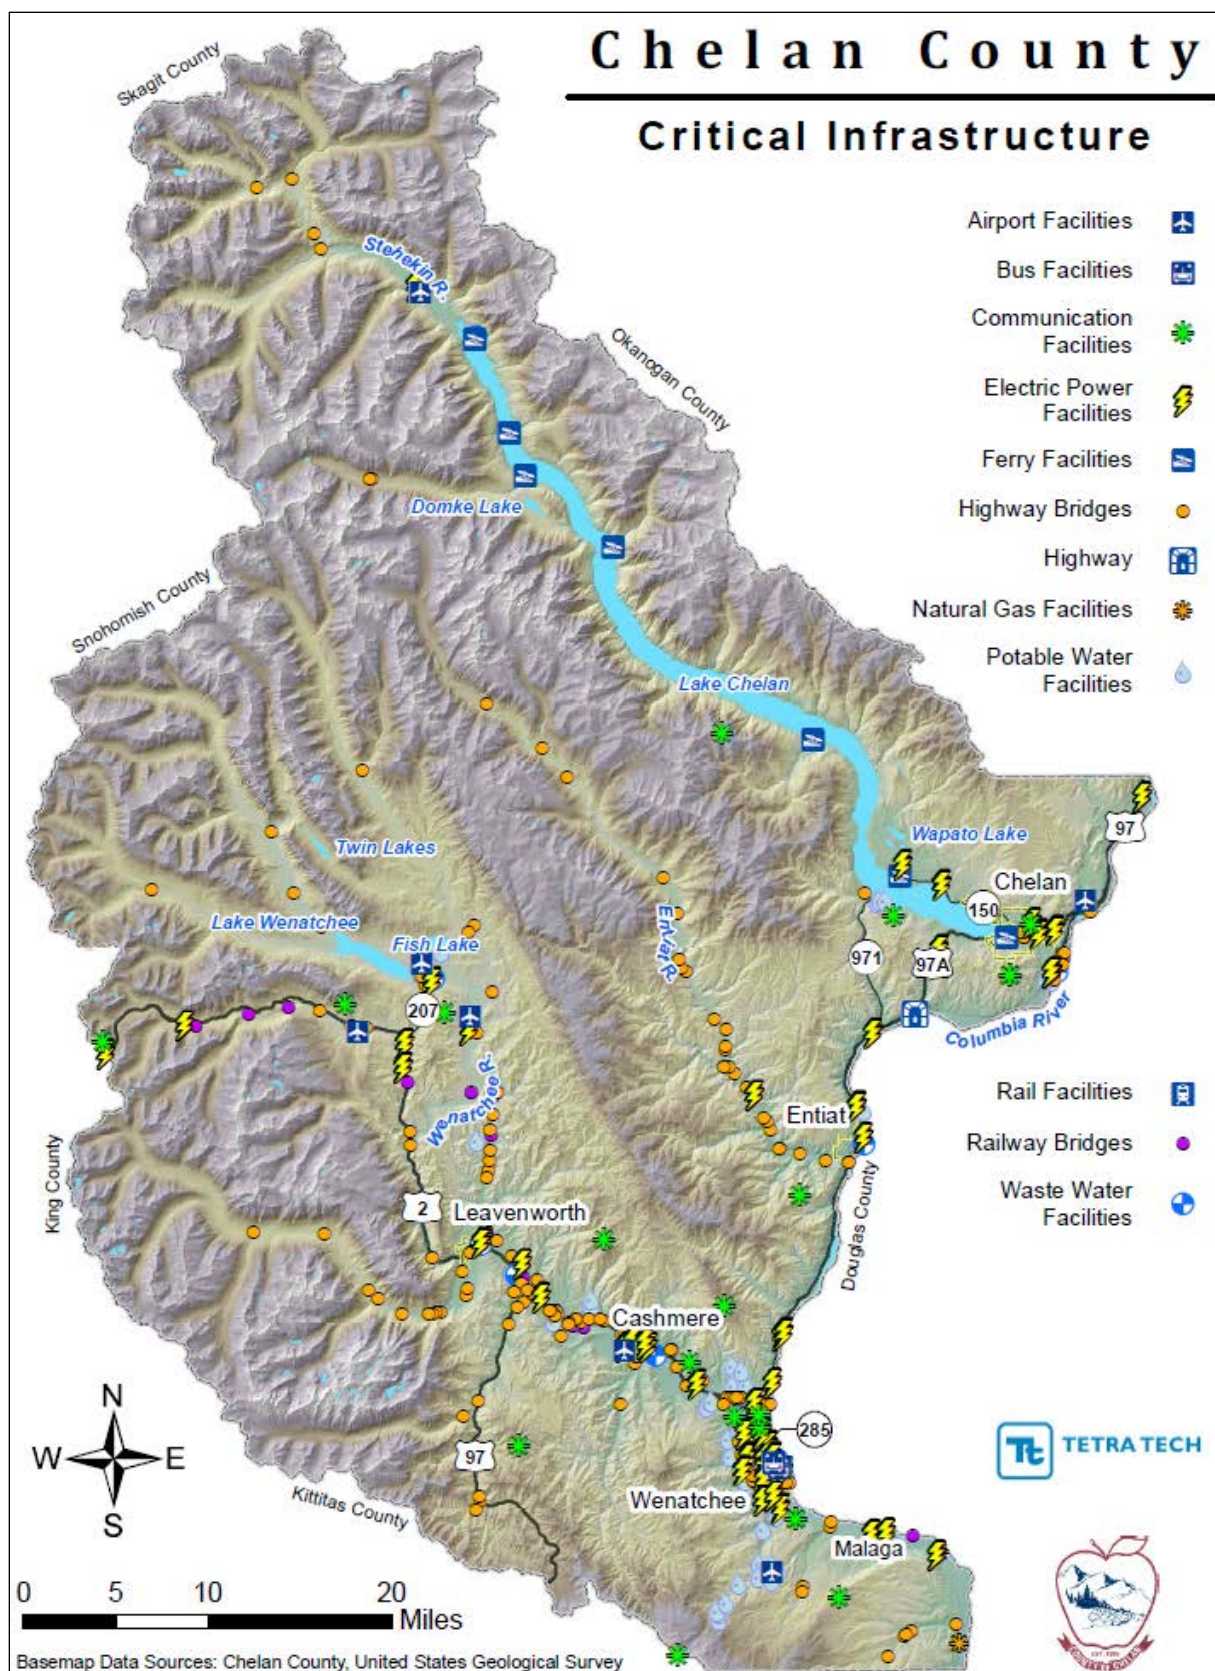 Chelan County
Critical Infrastructure
Skagit County
Airport Facilities
Bus Facilities
Communication
Facilities
Electric Power
Facilities
Ferry Facilities
Highway Bridges
Highway
Natural Gas Facilities
Potable Water
Facilities
Stehekin R.
Okanogan County
Domke Lake
Snohomish County
Lake Chelan
97
Wapato Lake
Twin Lakes
Chelan
150
Lake Wenatchee
Fish Lake
Entiat R.
971
97A
207
Columbia River
Wenatchee R.
Entiat
Rail Facilities
Railway Bridges
Waste Water
Facilities
King County
2
Leavenworth
Douglas County
Cashmere
N
W
E
S
97
285
Tt
TETRA TECH
Kittitas County
Wenatchee
Malaga
0 5 10 20
Miles
Basemap Data Sources: Chelan County, United States Geological Survey